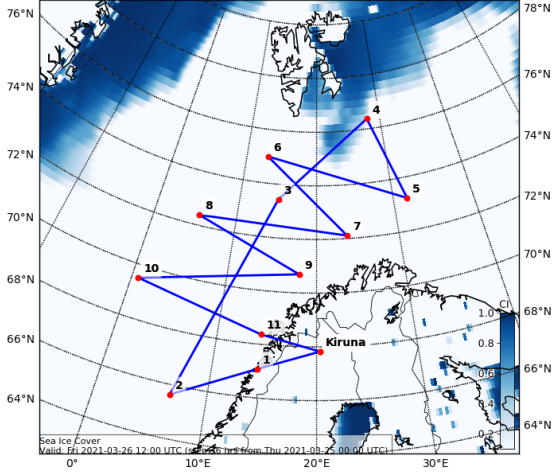 76°N
78°N
74°N
76°N
4
74°N
6
72°N
3
5
72°N
8
7
70°N
70°N
9
10
68°N
CI
11
1.0
68°N
Kiruna
66°N
0.8
1
0.6
66°N
2
64°N
0.4
0.2
64°N
Sea Ice Cover
Valid: Fri 2021-03-26 12:00 UTC (step 36 hrs from Thu 2021-03-25 00:00 UTC)
0°
10°E
20°E
30°E